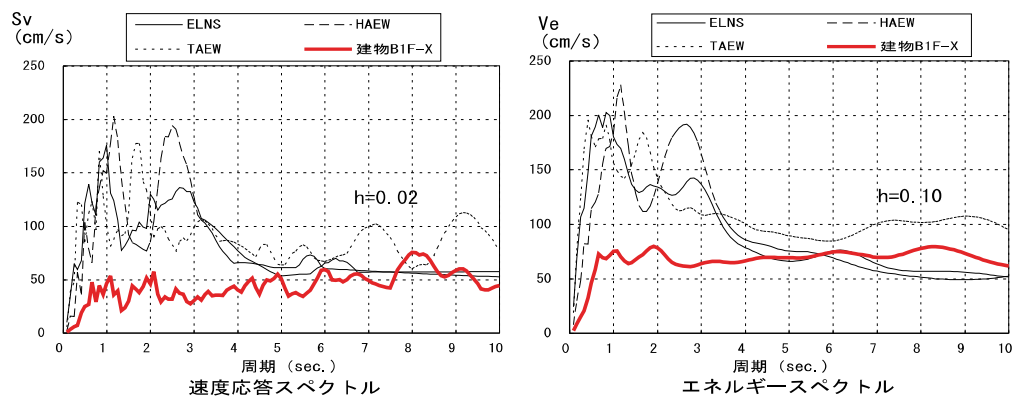 Sv
(cm/s)
ELNS
HAEW
TAEW
建物B1F-X
250
200
150
100
50
0
h=0.02
0 1 2 3 4 5 6 7 8 9 10
周期 (sec.)
速度応答スペクトル
Ve
(cm/s)
ELNS
HAEW
TAEW
建物B1F-X
250
200
150
100
50
0
h=0.10
0 1 2 3 4 5 6 7 8 9 10
周期 (sec.)
エネルギースペクトル